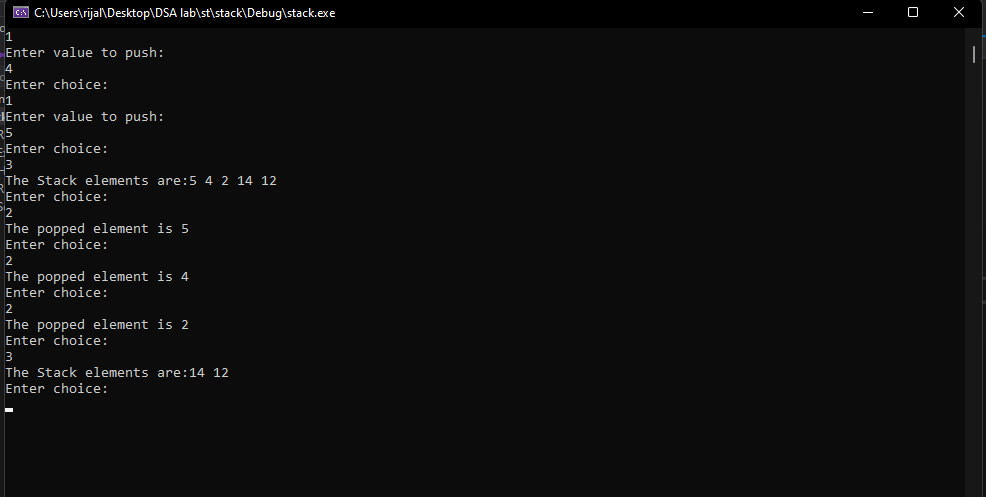 C:\Users\rijal\Desktop\DSA lab\st\stack\Debug\stack.exe
1
Enter value to push:
4
Enter choice:
1
Enter value to push:
5
Enter choice:
3
The Stack elements are:5 4 2 14 12
Enter choice:
2
The popped element is 5
Enter choice:
2
The popped element is 4
Enter choice:
2
The popped element is 2
Enter choice:
3
The Stack elements are:14 12
Enter choice: